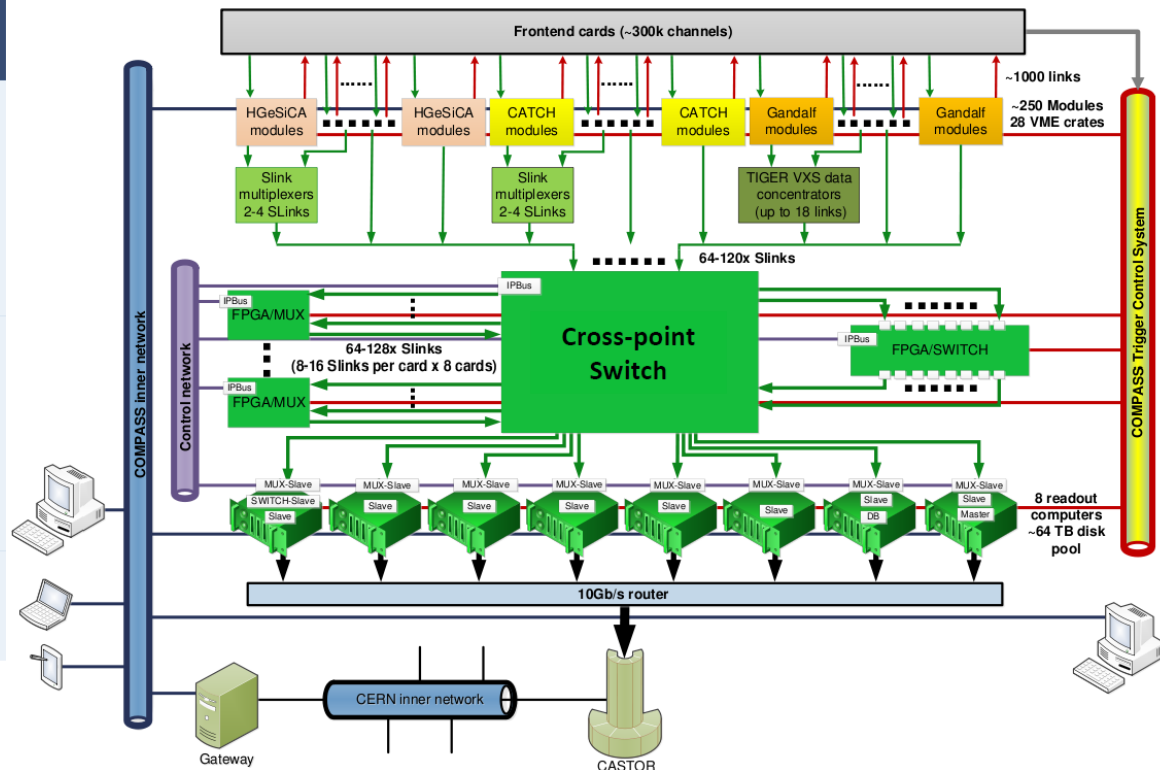 Frontend cards (~300k channels)
~1000 links
~250 Modules
28 VME crates
HGeSiCA
modules
HGeSiCA
modules
CATCH
modules
CATCH
modules
Gandalf
modules
Gandalf
modules
Slink
multiplexers
2-4 SLinks
Slink
multiplexers
2-4 SLinks
TIGER VXS data
concentrators
(up to 18 links)
64-120x Slinks
COMPASS inner network
Control network
COMPASS Trigger Control System
IPBus
IPBus
FPGA/MUX
Cross-point
Switch
IPBus
FPGA/SWITCH
64-128x Slinks
(8-16 Slinks per card x 8 cards)
IPBus
FPGA/MUX
MUX-Slave
SWITCH-Slave
Slave
MUX-Slave
Slave
MUX-Slave
Slave
MUX-Slave
Slave
MUX-Slave
Slave
MUX-Slave
Slave
MUX-Slave
Slave
DB
MUX-Slave
Slave
Master
8 readout
computers
~64 TB disk
pool
10Gb/s router
CERN inner network
Gateway
CASTOR